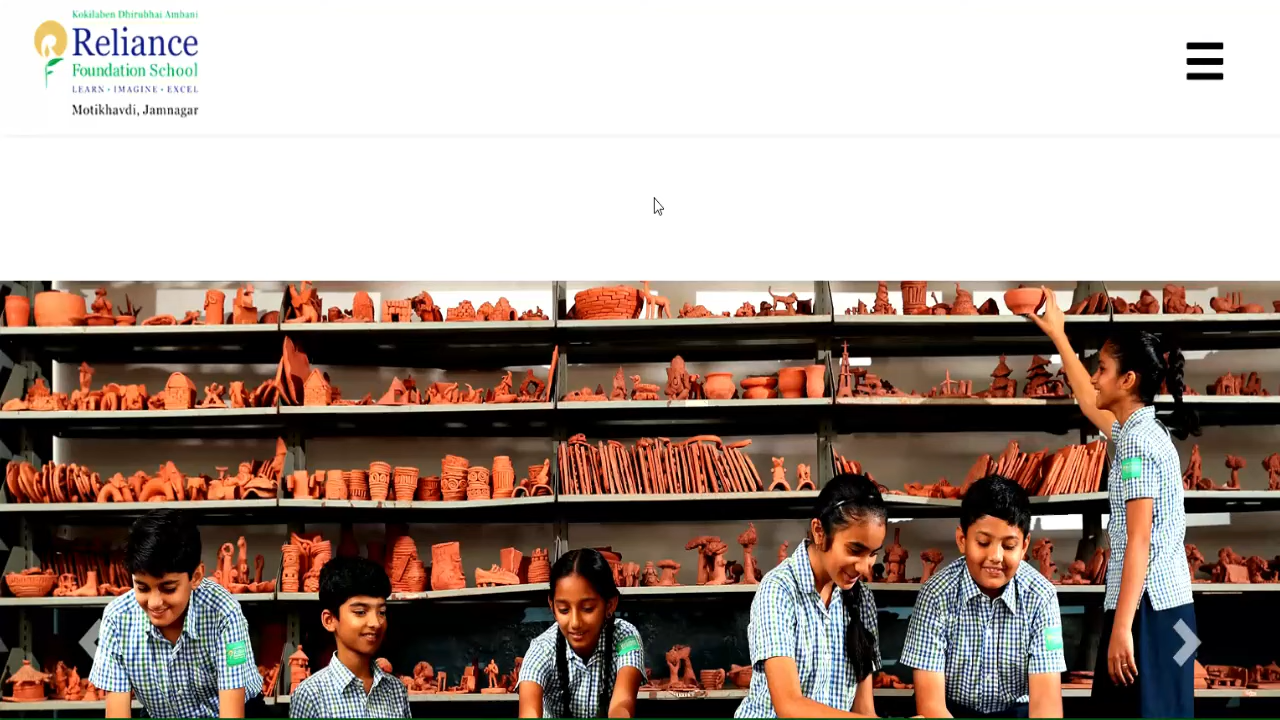 Kokilaben Dhirubhai Ambani
Reliance
Foundation School
LEARN • IMAGINE • EXCEL
Motikhavdi, Jamnagar